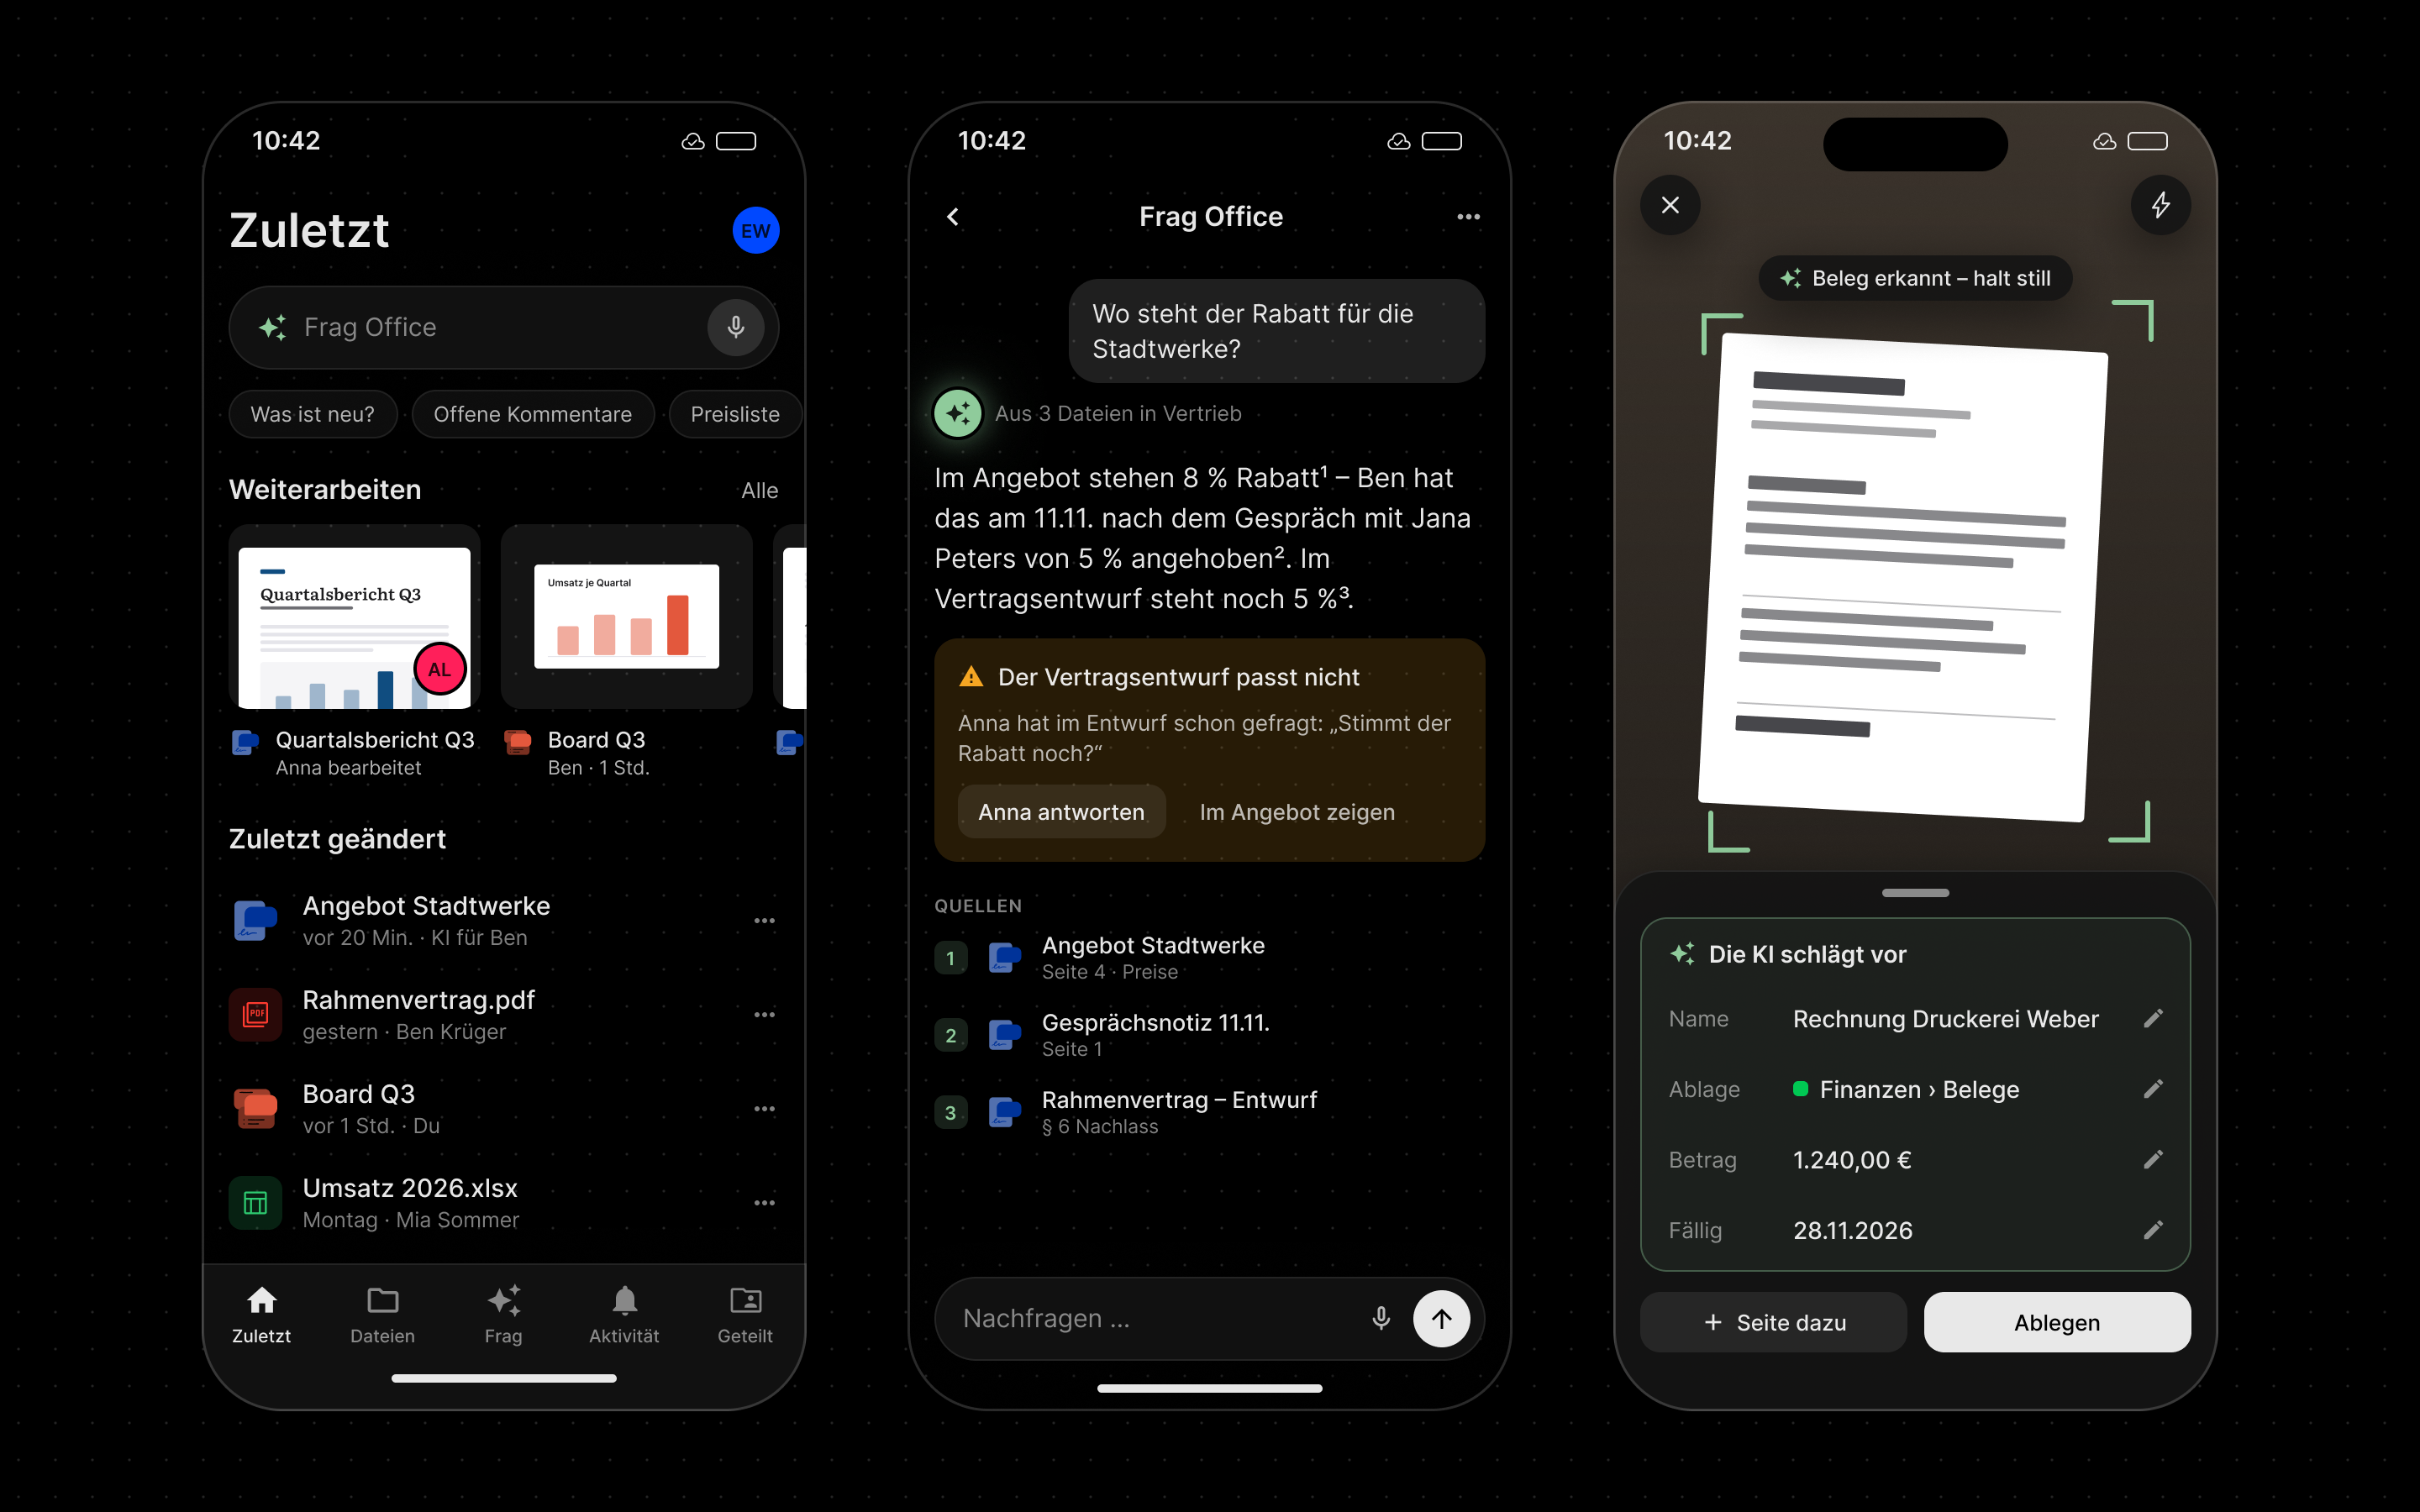 10:42
Zuletzt
EW
Frag Office
Was ist neu?
Offene Kommentare
Preisliste
Weiterarbeiten
Alle
Quartalsbericht Q3
AL
Umsatz je Quartal
Quartalsbericht Q3
Anna bearbeitet
Board Q3
Ben · 1 Std.
Zuletzt geändert
Angebot Stadtwerke
vor 20 Min. · KI für Ben
PDF
Rahmenvertrag.pdf
gestern · Ben Krüger
Board Q3
vor 1 Std. · Du
Umsatz 2026.xlsx
Montag · Mia Sommer
Zuletzt
Dateien
Frag
Aktivität
Geteilt
10:42
Frag Office
Wo steht der Rabatt für die
Stadtwerke?
Aus 3 Dateien in Vertrieb
Im Angebot stehen 8 % Rabatt¹ – Ben hat
das am 11.11. nach dem Gespräch mit Jana
Peters von 5 % angehoben². Im
Vertragsentwurf steht noch 5 %³.
Der Vertragsentwurf passt nicht
Anna hat im Entwurf schon gefragt: „Stimmt der
Rabatt noch?“
Anna antworten
Im Angebot zeigen
QUELLEN
1
Angebot Stadtwerke
Seite 4 · Preise
2
Gesprächsnotiz 11.11.
Seite 1
3
Rahmenvertrag – Entwurf
§ 6 Nachlass
Nachfragen ...
10:42
Beleg erkannt – halt still
Die KI schlägt vor
Name
Rechnung Druckerei Weber
Ablage
Finanzen › Belege
Betrag
1.240,00 €
Fällig
28.11.2026
Seite dazu
Ablegen